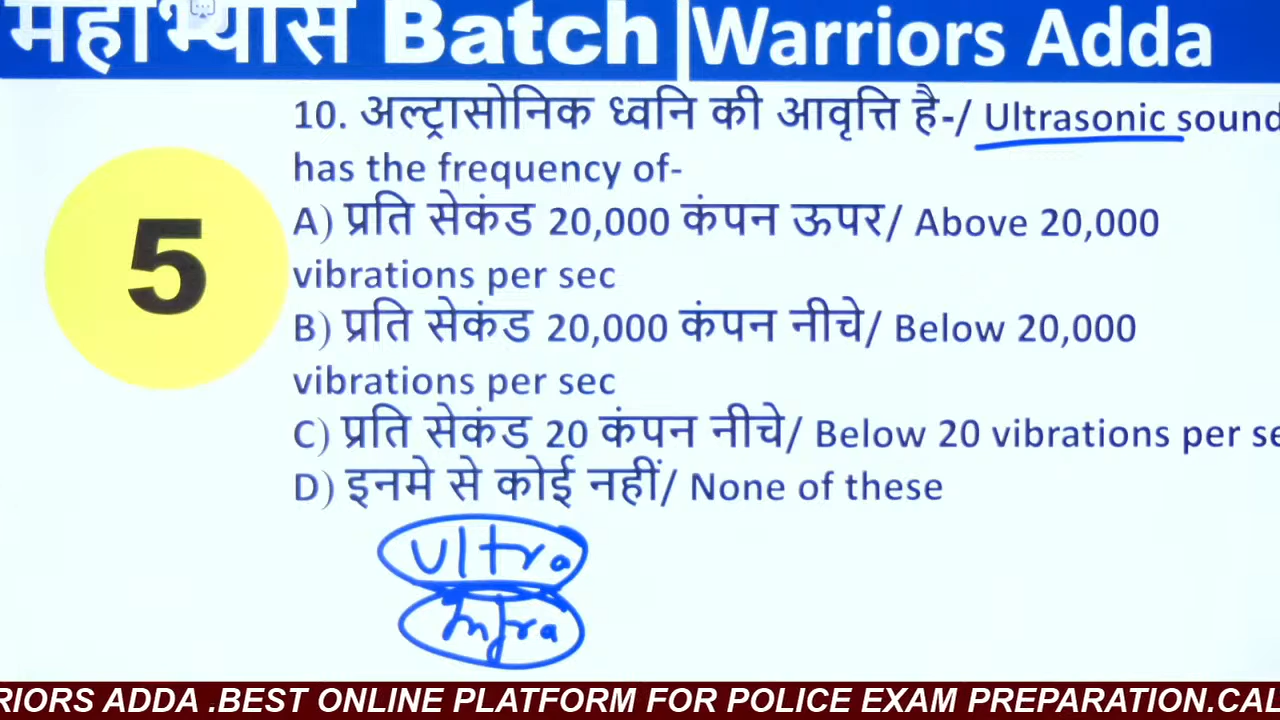 महाभ्यास Batch Warriors Adda
10. अल्ट्रासोनिक ध्वनि की आवृत्ति है-/ Ultrasonic sound
has the frequency of-
A) प्रति सेकंड 20,000 कंपन ऊपर/ Above 20,000
vibrations per sec
B) प्रति सेकंड 20,000 कंपन नीचे/ Below 20,000
vibrations per sec
C) प्रति सेकंड 20 कंपन नीचे/ Below 20 vibrations per se
D) इनमे से कोई नहीं/ None of these
5
Ultra
Infra
RIORS ADDA .BEST ONLINE PLATFORM FOR POLICE EXAM PREPARATION.CAL